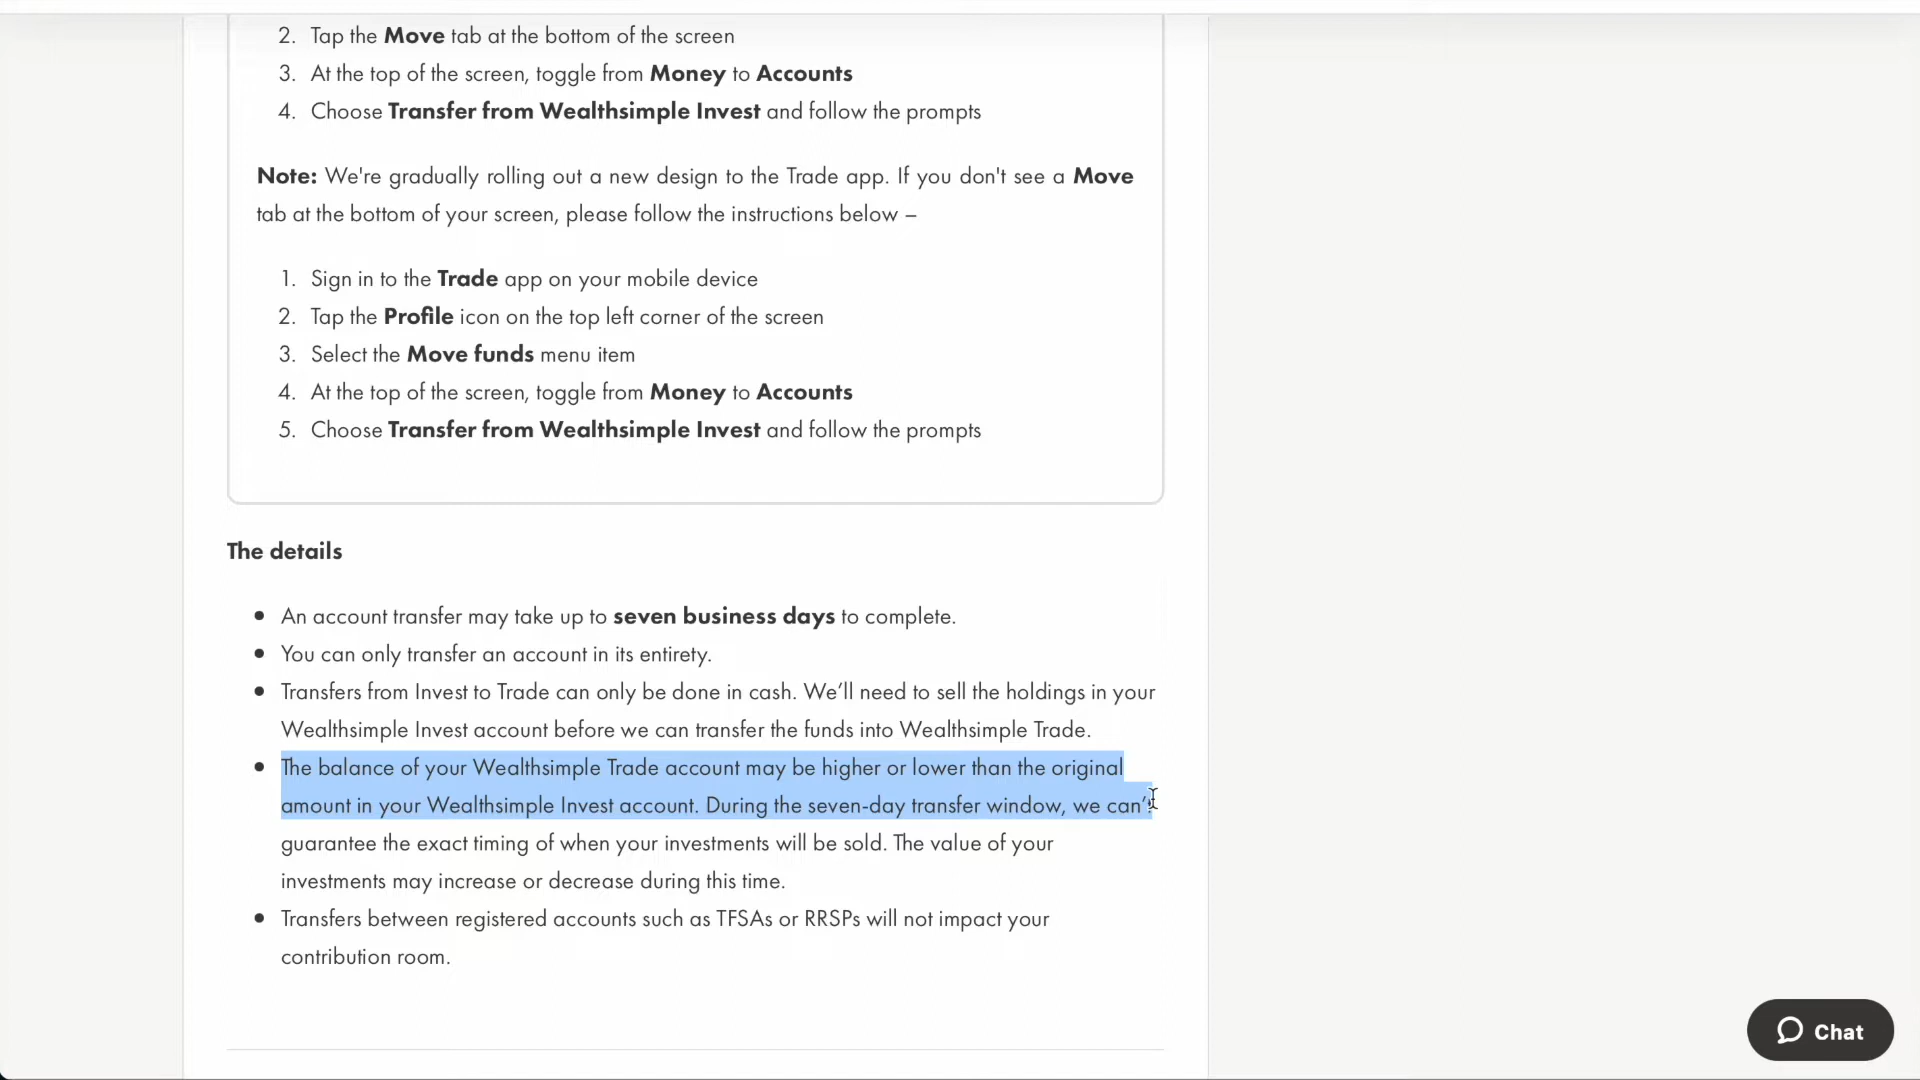 2. Tap the Move tab at the bottom of the screen
3. At the top of the screen, toggle from Money to Accounts
4. Choose Transfer from Wealthsimple Invest and follow the prompts
Note: We're gradually rolling out a new design to the Trade app. If you don't see a Move
tab at the bottom of your screen, please follow the instructions below –
1. Sign in to the Trade app on your mobile device
2. Tap the Profile icon on the top left corner of the screen
3. Select the Move funds menu item
4. At the top of the screen, toggle from Money to Accounts
5. Choose Transfer from Wealthsimple Invest and follow the prompts
The details
• An account transfer may take up to seven business days to complete.
• You can only transfer an account in its entirety.
• Transfers from Invest to Trade can only be done in cash. We’ll need to sell the holdings in your
Wealthsimple Invest account before we can transfer the funds into Wealthsimple Trade.
• The balance of your Wealthsimple Trade account may be higher or lower than the original
amount in your Wealthsimple Invest account. During the seven-day transfer window, we can’t
guarantee the exact timing of when your investments will be sold. The value of your
investments may increase or decrease during this time.
• Transfers between registered accounts such as TFSAs or RRSPs will not impact your
contribution room.
Chat